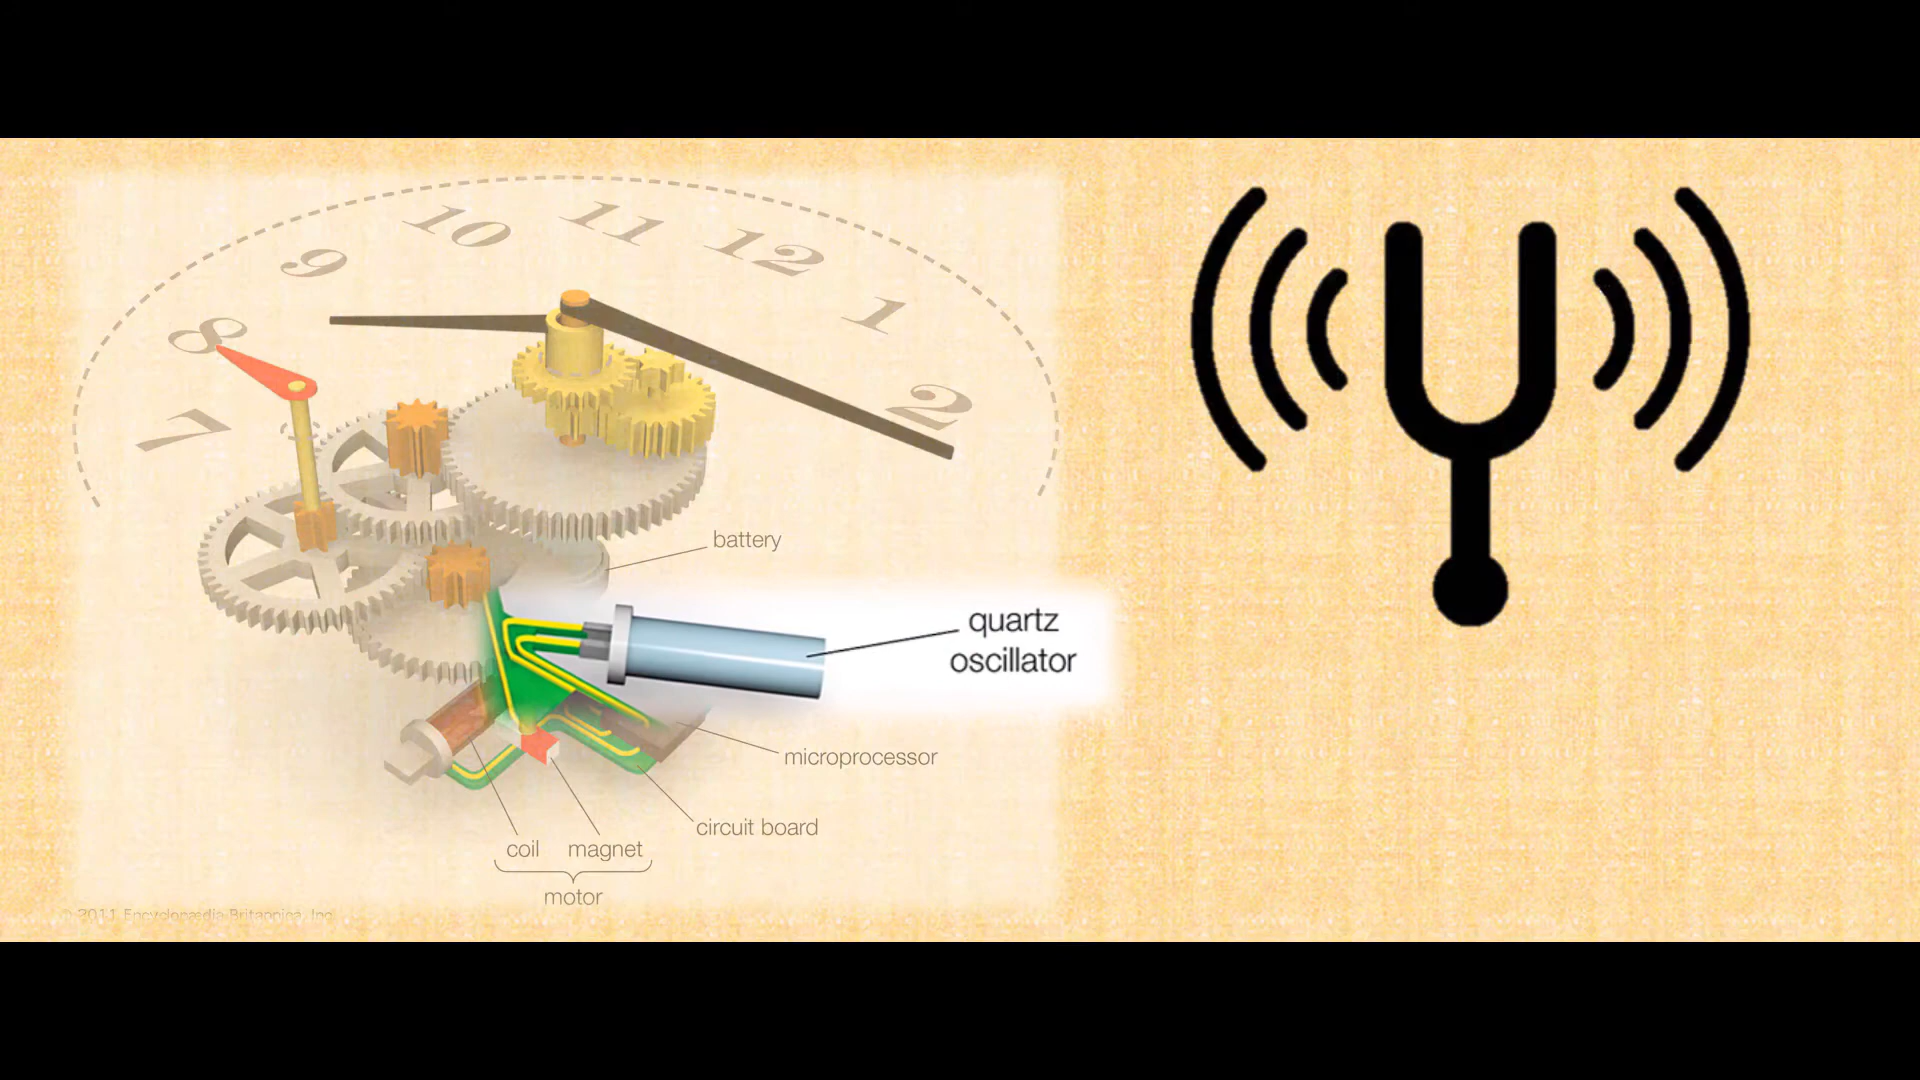 10
11
12
9
1
8
2
7
battery
quartz
oscillator
microprocessor
circuit board
coil magnet
motor
© 2011 Encyclopædia Britannica, Inc.